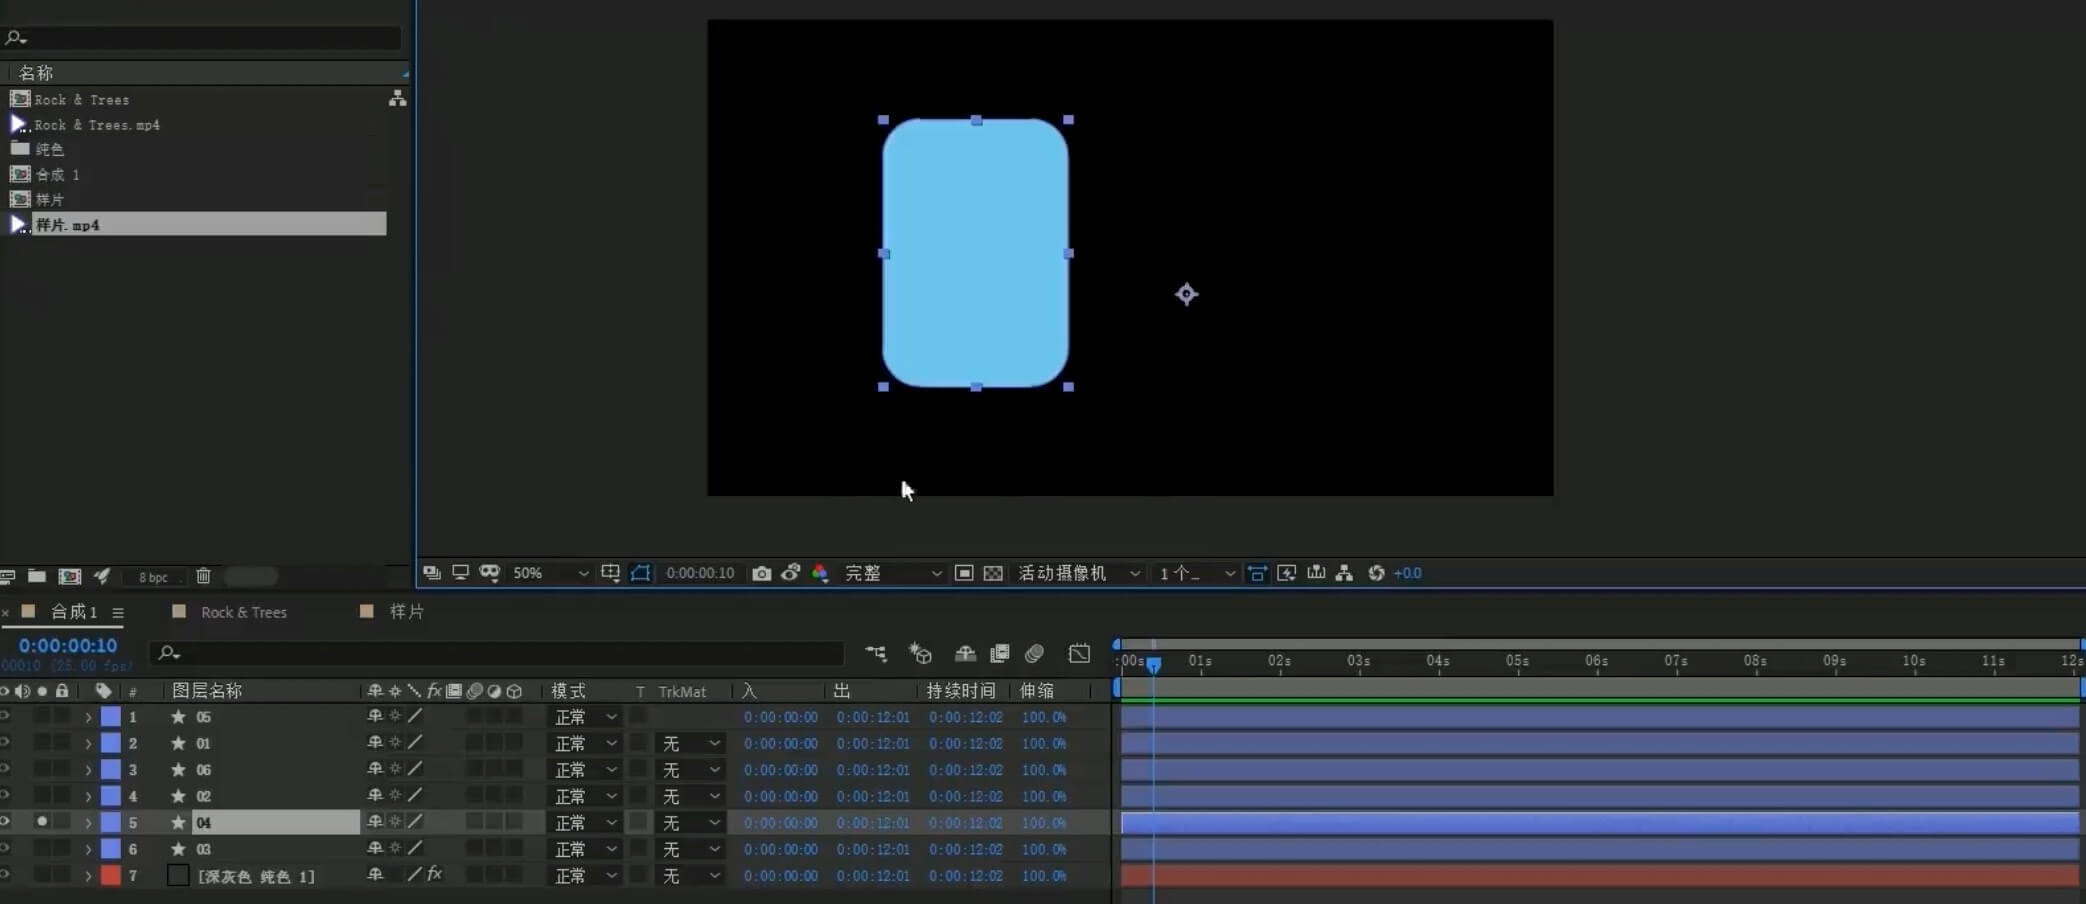 名称
Rock & Trees
Rock & Trees.mp4
纯色
合成 1
样片
样片.mp4
8 bpc
50%
0:00:00:10
完整
活动摄像机
1 个_
+0.0
合成 1
Rock & Trees
样片
0:00:00:10
00010 (25.00 fps)
:00s 01s 02s 03s 04s 05s 06s 07s 08s 09s 10s 11s 12s
# 图层名称 fx 模式 T TrkMat 入 出 持续时间 伸缩
1 05 正常 0:00:00:00 0:00:12:01 0:00:12:02 100.0%
2 01 正常 无 0:00:00:00 0:00:12:01 0:00:12:02 100.0%
3 06 正常 无 0:00:00:00 0:00:12:01 0:00:12:02 100.0%
4 02 正常 无 0:00:00:00 0:00:12:01 0:00:12:02 100.0%
5 04 正常 无 0:00:00:00 0:00:12:01 0:00:12:02 100.0%
6 03 正常 无 0:00:00:00 0:00:12:01 0:00:12:02 100.0%
7 [深灰色 纯色 1] fx 正常 无 0:00:00:00 0:00:12:01 0:00:12:02 100.0%